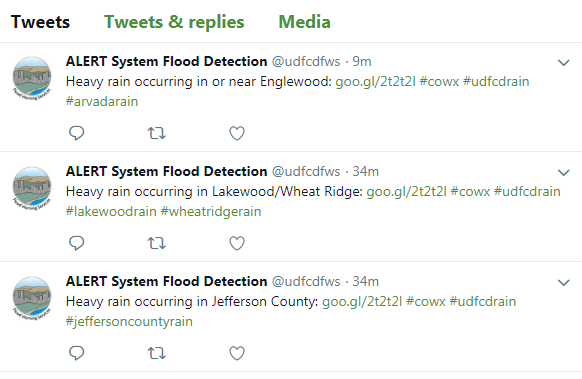 Tweets Tweets & replies Media
ALERT System Flood Detection @udfcdfws · 9m
Heavy rain occurring in or near Englewood: goo.gl/2t2t2l #cowx #udfcdrain
#arvadarain
ALERT System Flood Detection @udfcdfws · 34m
Heavy rain occurring in Lakewood/Wheat Ridge: goo.gl/2t2t2l #cowx #udfcdrain
#lakewoodrain #wheatridgerain
ALERT System Flood Detection @udfcdfws · 34m
Heavy rain occurring in Jefferson County: goo.gl/2t2t2l #cowx #udfcdrain
#jeffersoncountyrain